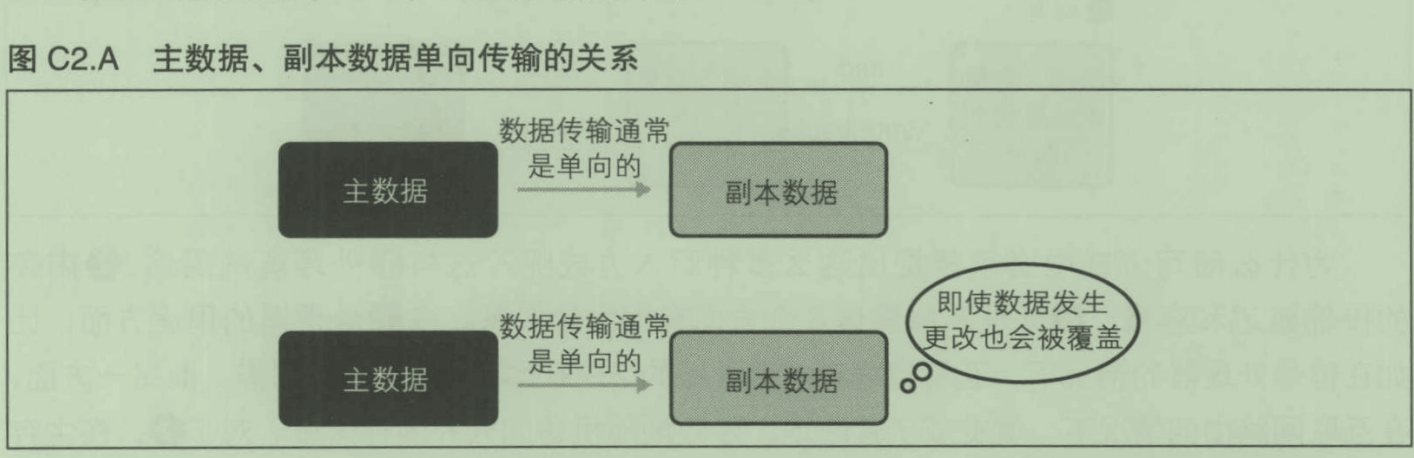 图 C2.A 主数据、副本数据单向传输的关系
数据传输通常
是单向的
主数据
副本数据
数据传输通常
是单向的
主数据
副本数据
即使数据发生
更改也会被覆盖